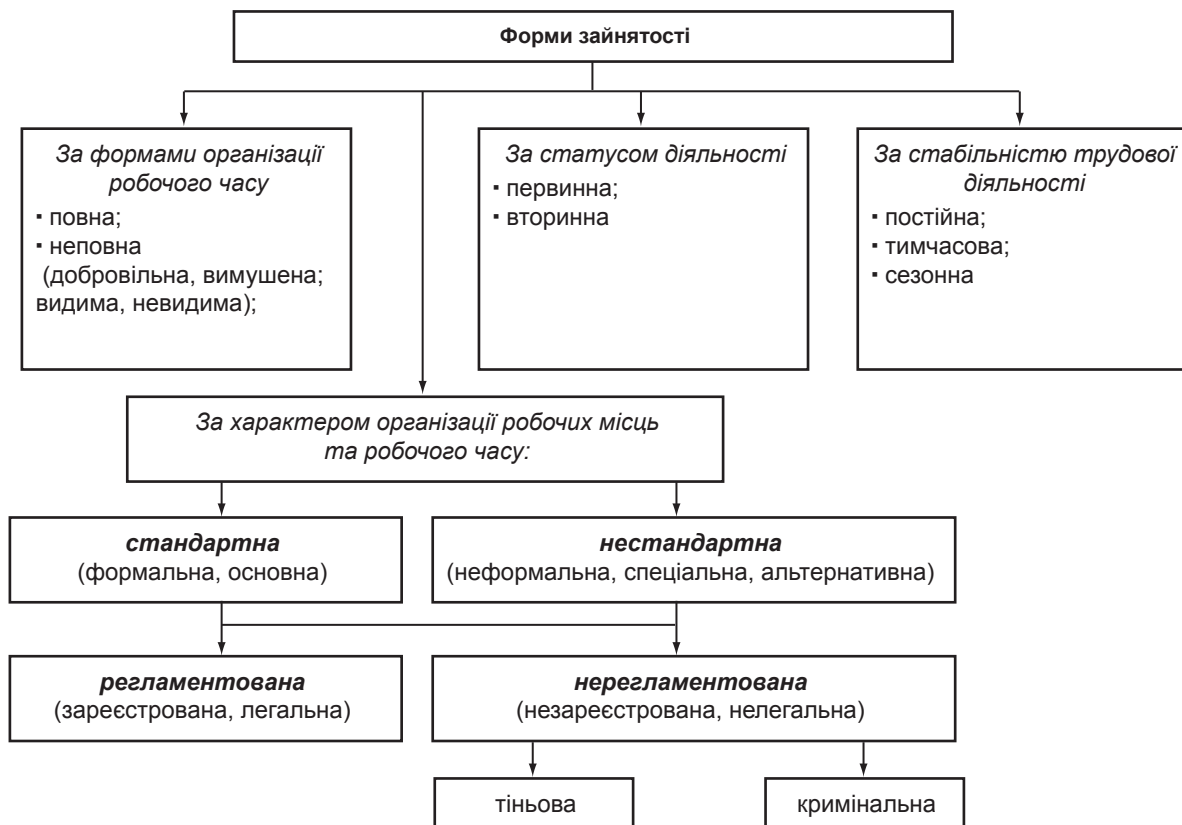 Форми зайнятості
За формами організації
робочого часу
▪ повна;
▪ неповна
(добровільна, вимушена;
видима, невидима);
За статусом діяльності
▪ первинна;
▪ вторинна
За стабільністю трудової
діяльності
▪ постійна;
▪ тимчасова;
▪ сезонна
За характером організації робочих місць
та робочого часу:
стандартна
(формальна, основна)
нестандартна
(неформальна, спеціальна, альтернативна)
регламентована
(зареєстрована, легальна)
нерегламентована
(незареєстрована, нелегальна)
тіньова
кримінальна